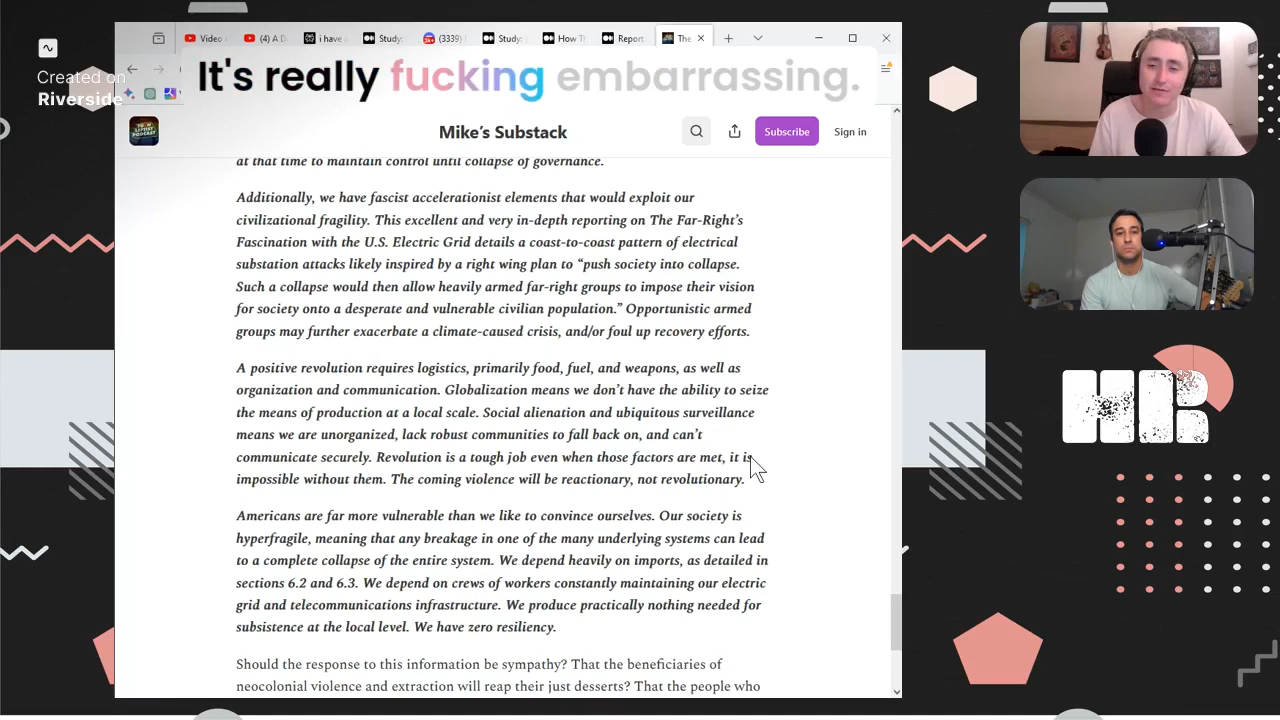 Created on
Riverside
Video
(4) A D
i have
Study:
(3339)
Study:
How T
Report
The
It's really fucking embarrassing.
Mike's Substack
Subscribe
Sign in
at that time to maintain control until collapse of governance.
Additionally, we have fascist accelerationist elements that would exploit our
civilizational fragility. This excellent and very in-depth reporting on The Far-Right's
Fascination with the U.S. Electric Grid details a coast-to-coast pattern of electrical
substation attacks likely inspired by a right wing plan to “push society into collapse.
Such a collapse would then allow heavily armed far-right groups to impose their vision
for society onto a desperate and vulnerable civilian population.” Opportunistic armed
groups may further exacerbate a climate-caused crisis, and/or foul up recovery efforts.
A positive revolution requires logistics, primarily food, fuel, and weapons, as well as
organization and communication. Globalization means we don't have the ability to seize
the means of production at a local scale. Social alienation and ubiquitous surveillance
means we are unorganized, lack robust communities to fall back on, and can't
communicate securely. Revolution is a tough job even when those factors are met, it is
impossible without them. The coming violence will be reactionary, not revolutionary.
Americans are far more vulnerable than we like to convince ourselves. Our society is
hyperfragile, meaning that any breakage in one of the many underlying systems can lead
to a complete collapse of the entire system. We depend heavily on imports, as detailed in
sections 6.2 and 6.3. We depend on crews of workers constantly maintaining our electric
grid and telecommunications infrastructure. We produce practically nothing needed for
subsistence at the local level. We have zero resiliency.
Should the response to this information be sympathy? That the beneficiaries of
neocolonial violence and extraction will reap their just desserts? That the people who
HR